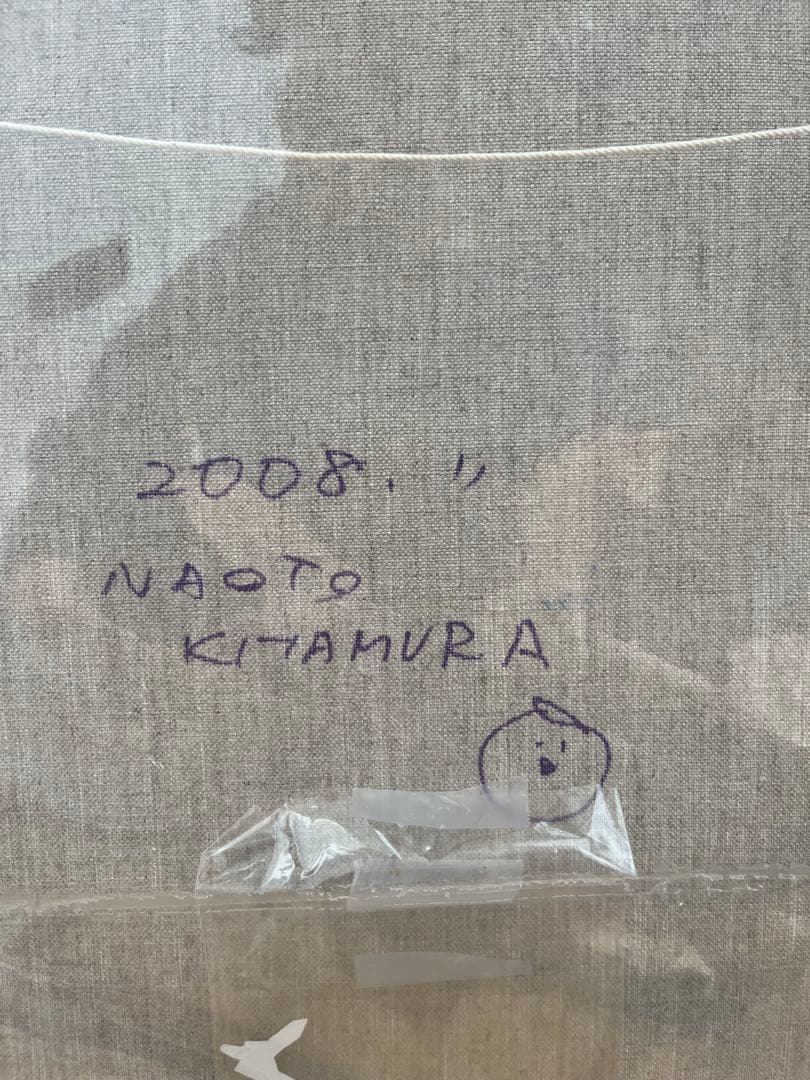 2008. 11
NAOTO
KITAMURA